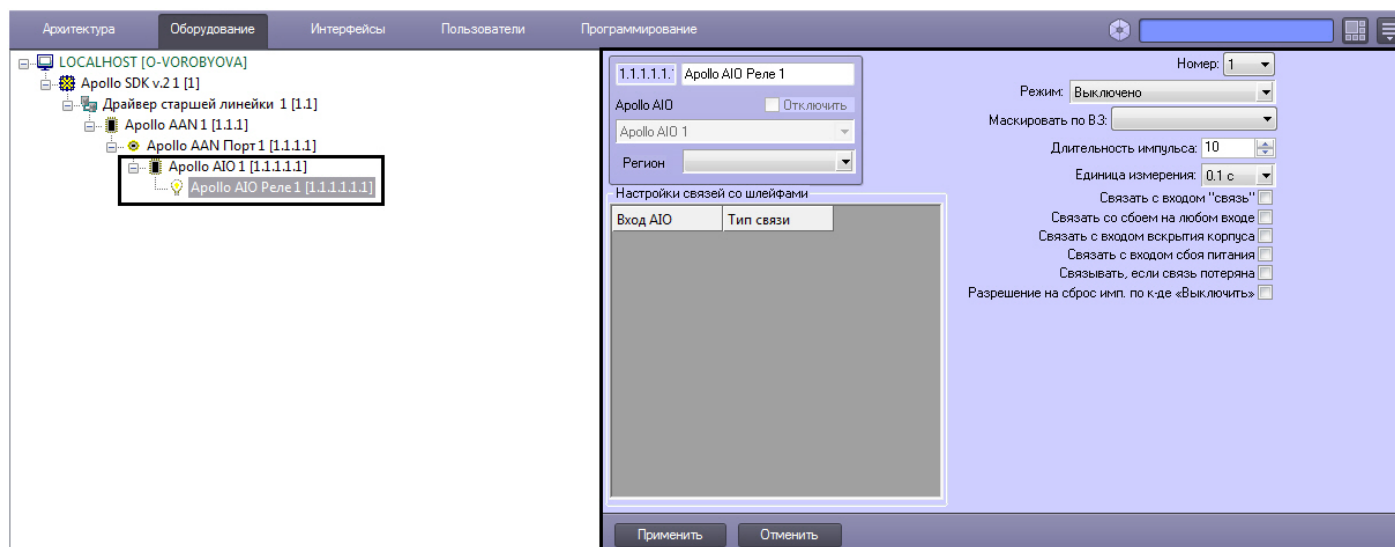 Архитектура Оборудование Интерфейсы Пользователи Программирование
LOCALHOST [O-VOROBYOVA]
Apollo SDK v.2 1 [1]
Драйвер старшей линейки 1 [1.1]
Apollo AAN 1 [1.1.1]
Apollo AAN Порт 1 [1.1.1.1]
Apollo AIO 1 [1.1.1.1.1]
Apollo AIO Реле 1 [1.1.1.1.1.1]
1.1.1.1.1. Apollo AIO Реле 1
Apollo AIO Отключить
Apollo AIO 1
Регион
Настройки связей со шлейфами
Вход AIO Тип связи
Номер: 1
Режим: Выключено
Маскировать по ВЗ:
Длительность импульса: 10
Единица измерения: 0.1 с
Связать с входом "связь"
Связать со сбоем на любом входе
Связать с входом вскрытия корпуса
Связать с входом сбоя питания
Связывать, если связь потеряна
Разрешение на сброс имп. по к-де «Выключить»
Применить Отменить